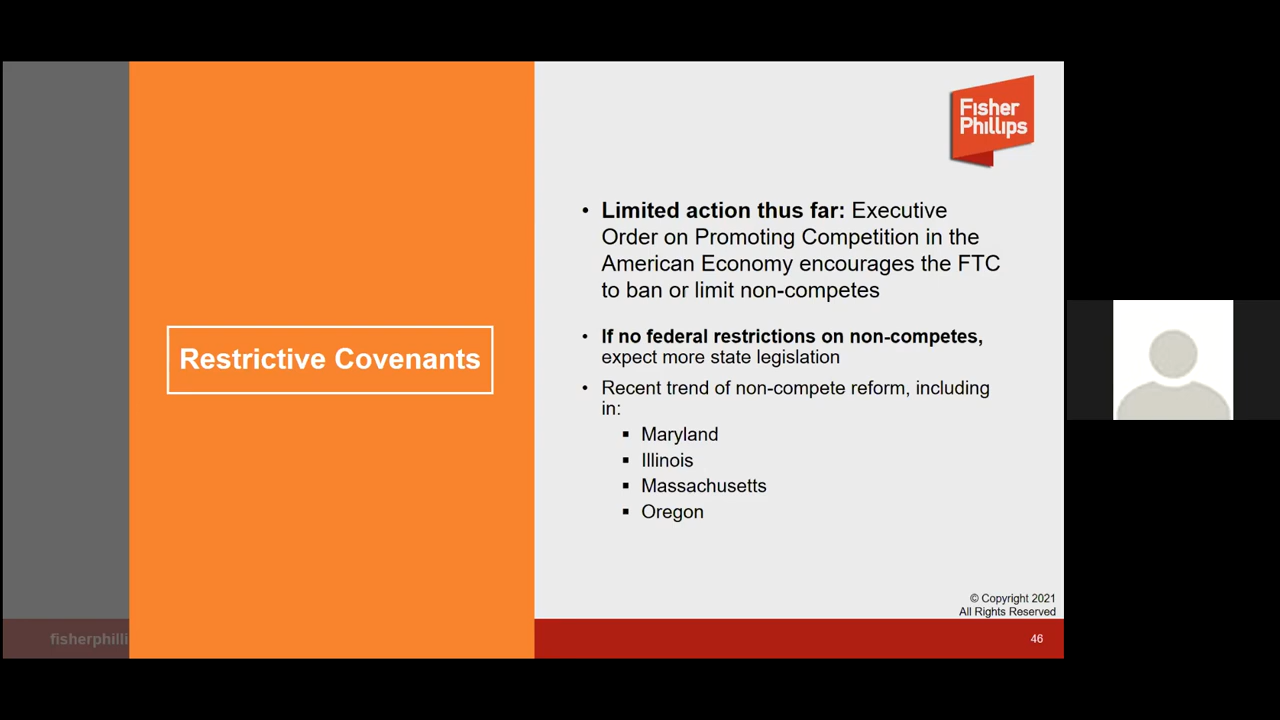 Fisher
Phillips
Restrictive Covenants
• Limited action thus far: Executive
Order on Promoting Competition in the
American Economy encourages the FTC
to ban or limit non-competes
• If no federal restrictions on non-competes,
expect more state legislation
• Recent trend of non-compete reform, including
in:
▪ Maryland
▪ Illinois
▪ Massachusetts
▪ Oregon
© Copyright 2021
All Rights Reserved
fisherphilli
46